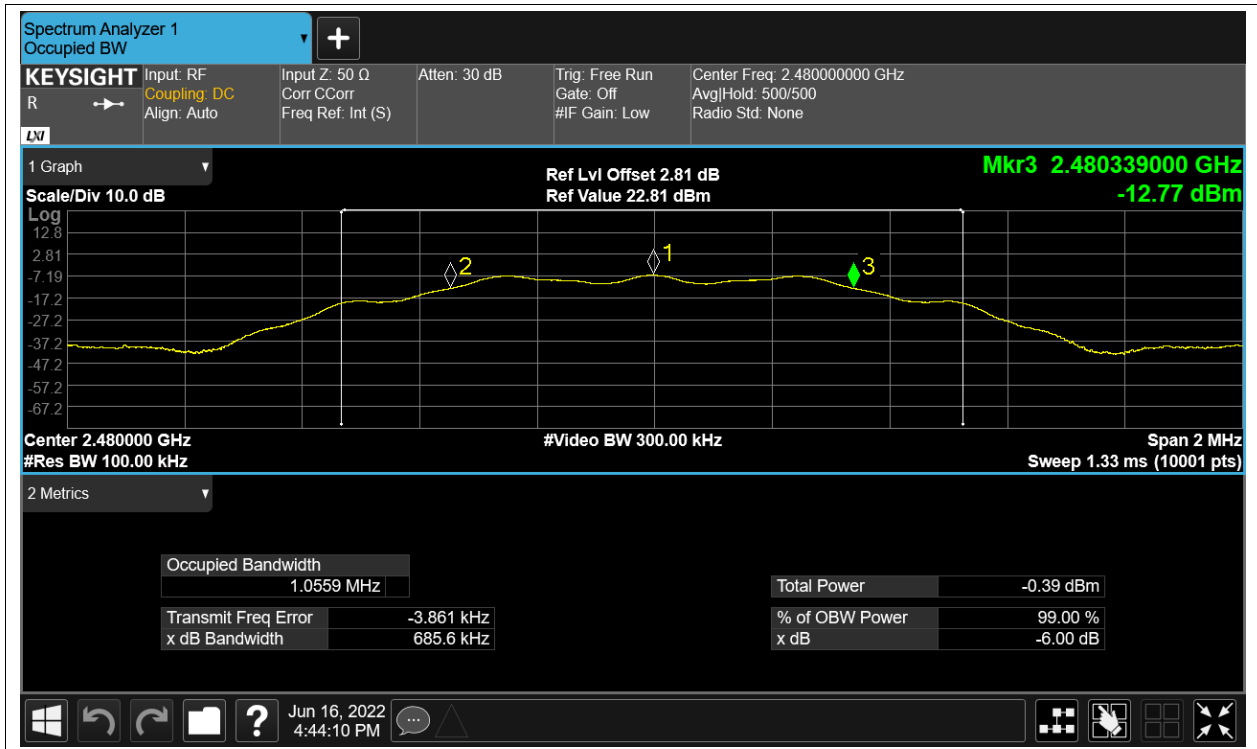 Spectrum Analyzer 1
Occupied BW
KEYSIGHT
R
LXI
Input: RF
Coupling: DC
Align: Auto
Input Z: 50 Ω
Corr CCorr
Freq Ref: Int (S)
Atten: 30 dB
Trig: Free Run
Gate: Off
#IF Gain: Low
Center Freq: 2.480000000 GHz
Avg|Hold: 500/500
Radio Std: None
1 Graph
Scale/Div 10.0 dB
Ref Lvl Offset 2.81 dB
Ref Value 22.81 dBm
Mkr3 2.480339000 GHz
-12.77 dBm
Log
12.8
2.81
-7.19
-17.2
-27.2
-37.2
-47.2
-57.2
-67.2
2
1
3
Center 2.480000 GHz
#Res BW 100.00 kHz
#Video BW 300.00 kHz
Span 2 MHz
Sweep 1.33 ms (10001 pts)
2 Metrics
Occupied Bandwidth
1.0559 MHz
Transmit Freq Error -3.861 kHz
x dB Bandwidth 685.6 kHz
Total Power -0.39 dBm
% of OBW Power 99.00 %
x dB -6.00 dB
?
Jun 16, 2022
4:44:10 PM